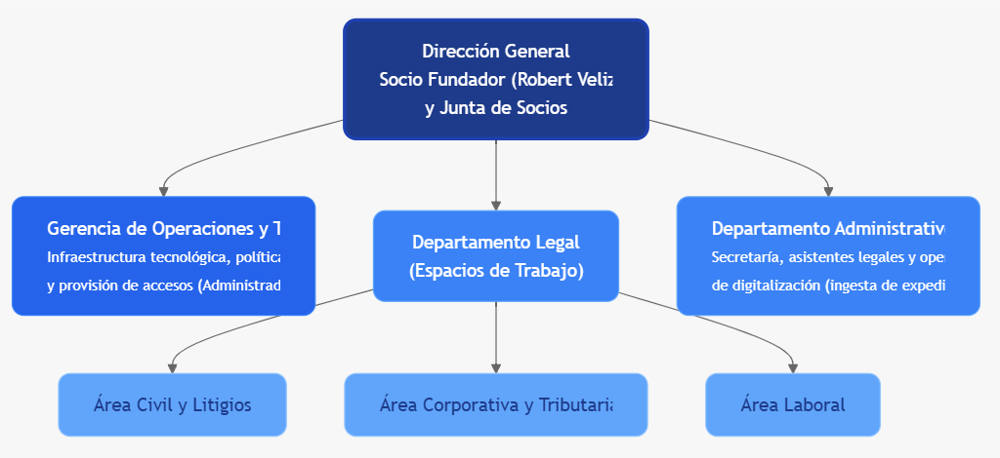 Dirección General
Socio Fundador (Robert Veliz
y Junta de Socios
Gerencia de Operaciones y T
Infraestructura tecnológica, política
y provisión de accesos (Administrad
Departamento Legal
(Espacios de Trabajo)
Departamento Administrativo
Secretaría, asistentes legales y ope
de digitalización (ingesta de expedi
Área Civil y Litigios
Área Corporativa y Tributaria
Área Laboral